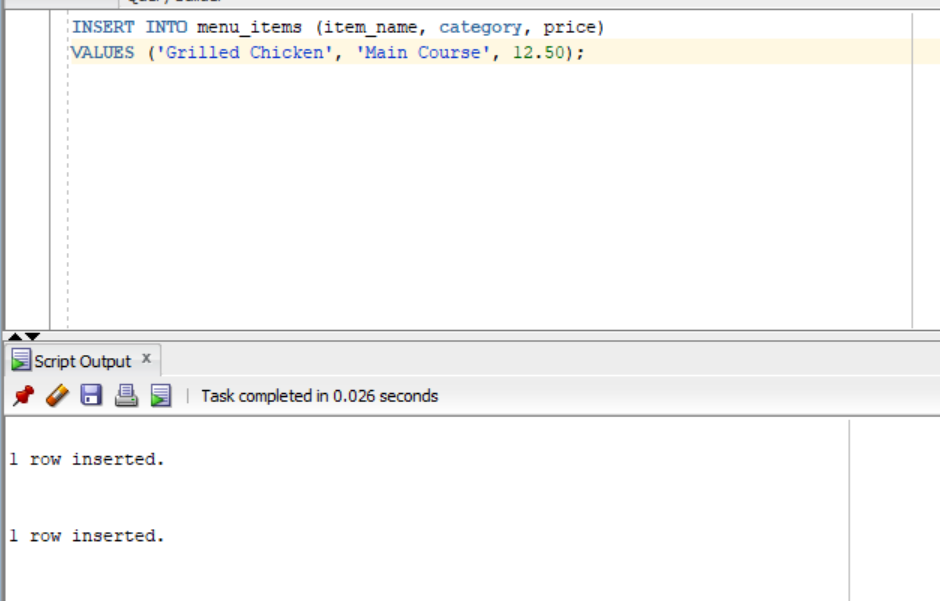 INSERT INTO menu_items (item_name, category, price)
VALUES ('Grilled Chicken', 'Main Course', 12.50);
Script Output x
Task completed in 0.026 seconds
1 row inserted.
1 row inserted.